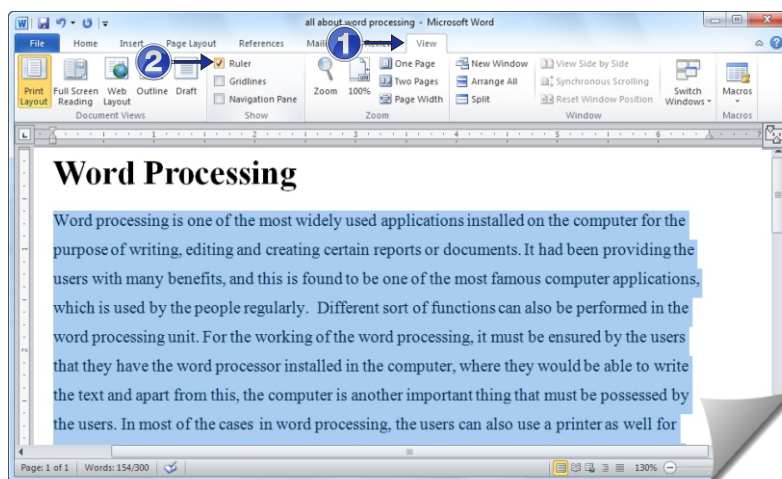 all about word processing - Microsoft Word
File Home Insert Page Layout References Review View
1
2
Print Layout
Full Screen Reading
Web Layout
Outline
Draft
Document Views
Ruler
Gridlines
Navigation Pane
Show
Zoom
100%
One Page
Two Pages
Page Width
Zoom
New Window
Arrange All
Split
View Side by Side
Synchronous Scrolling
Reset Window Position
Switch Windows
Window
Macros
Macros
1 2 3 4 5 6 7
Word Processing
Word processing is one of the most widely used applications installed on the computer for the
purpose of writing, editing and creating certain reports or documents. It had been providing the
users with many benefits, and this is found to be one of the most famous computer applications,
which is used by the people regularly. Different sort of functions can also be performed in the
word processing unit. For the working of the word processing, it must be ensured by the users
that they have the word processor installed in the computer, where they would be able to write
the text and apart from this, the computer is another important thing that must be possessed by
the users. In most of the cases in word processing, the users can also use a printer as well for
Page: 1 of 1 Words: 154/300 130%